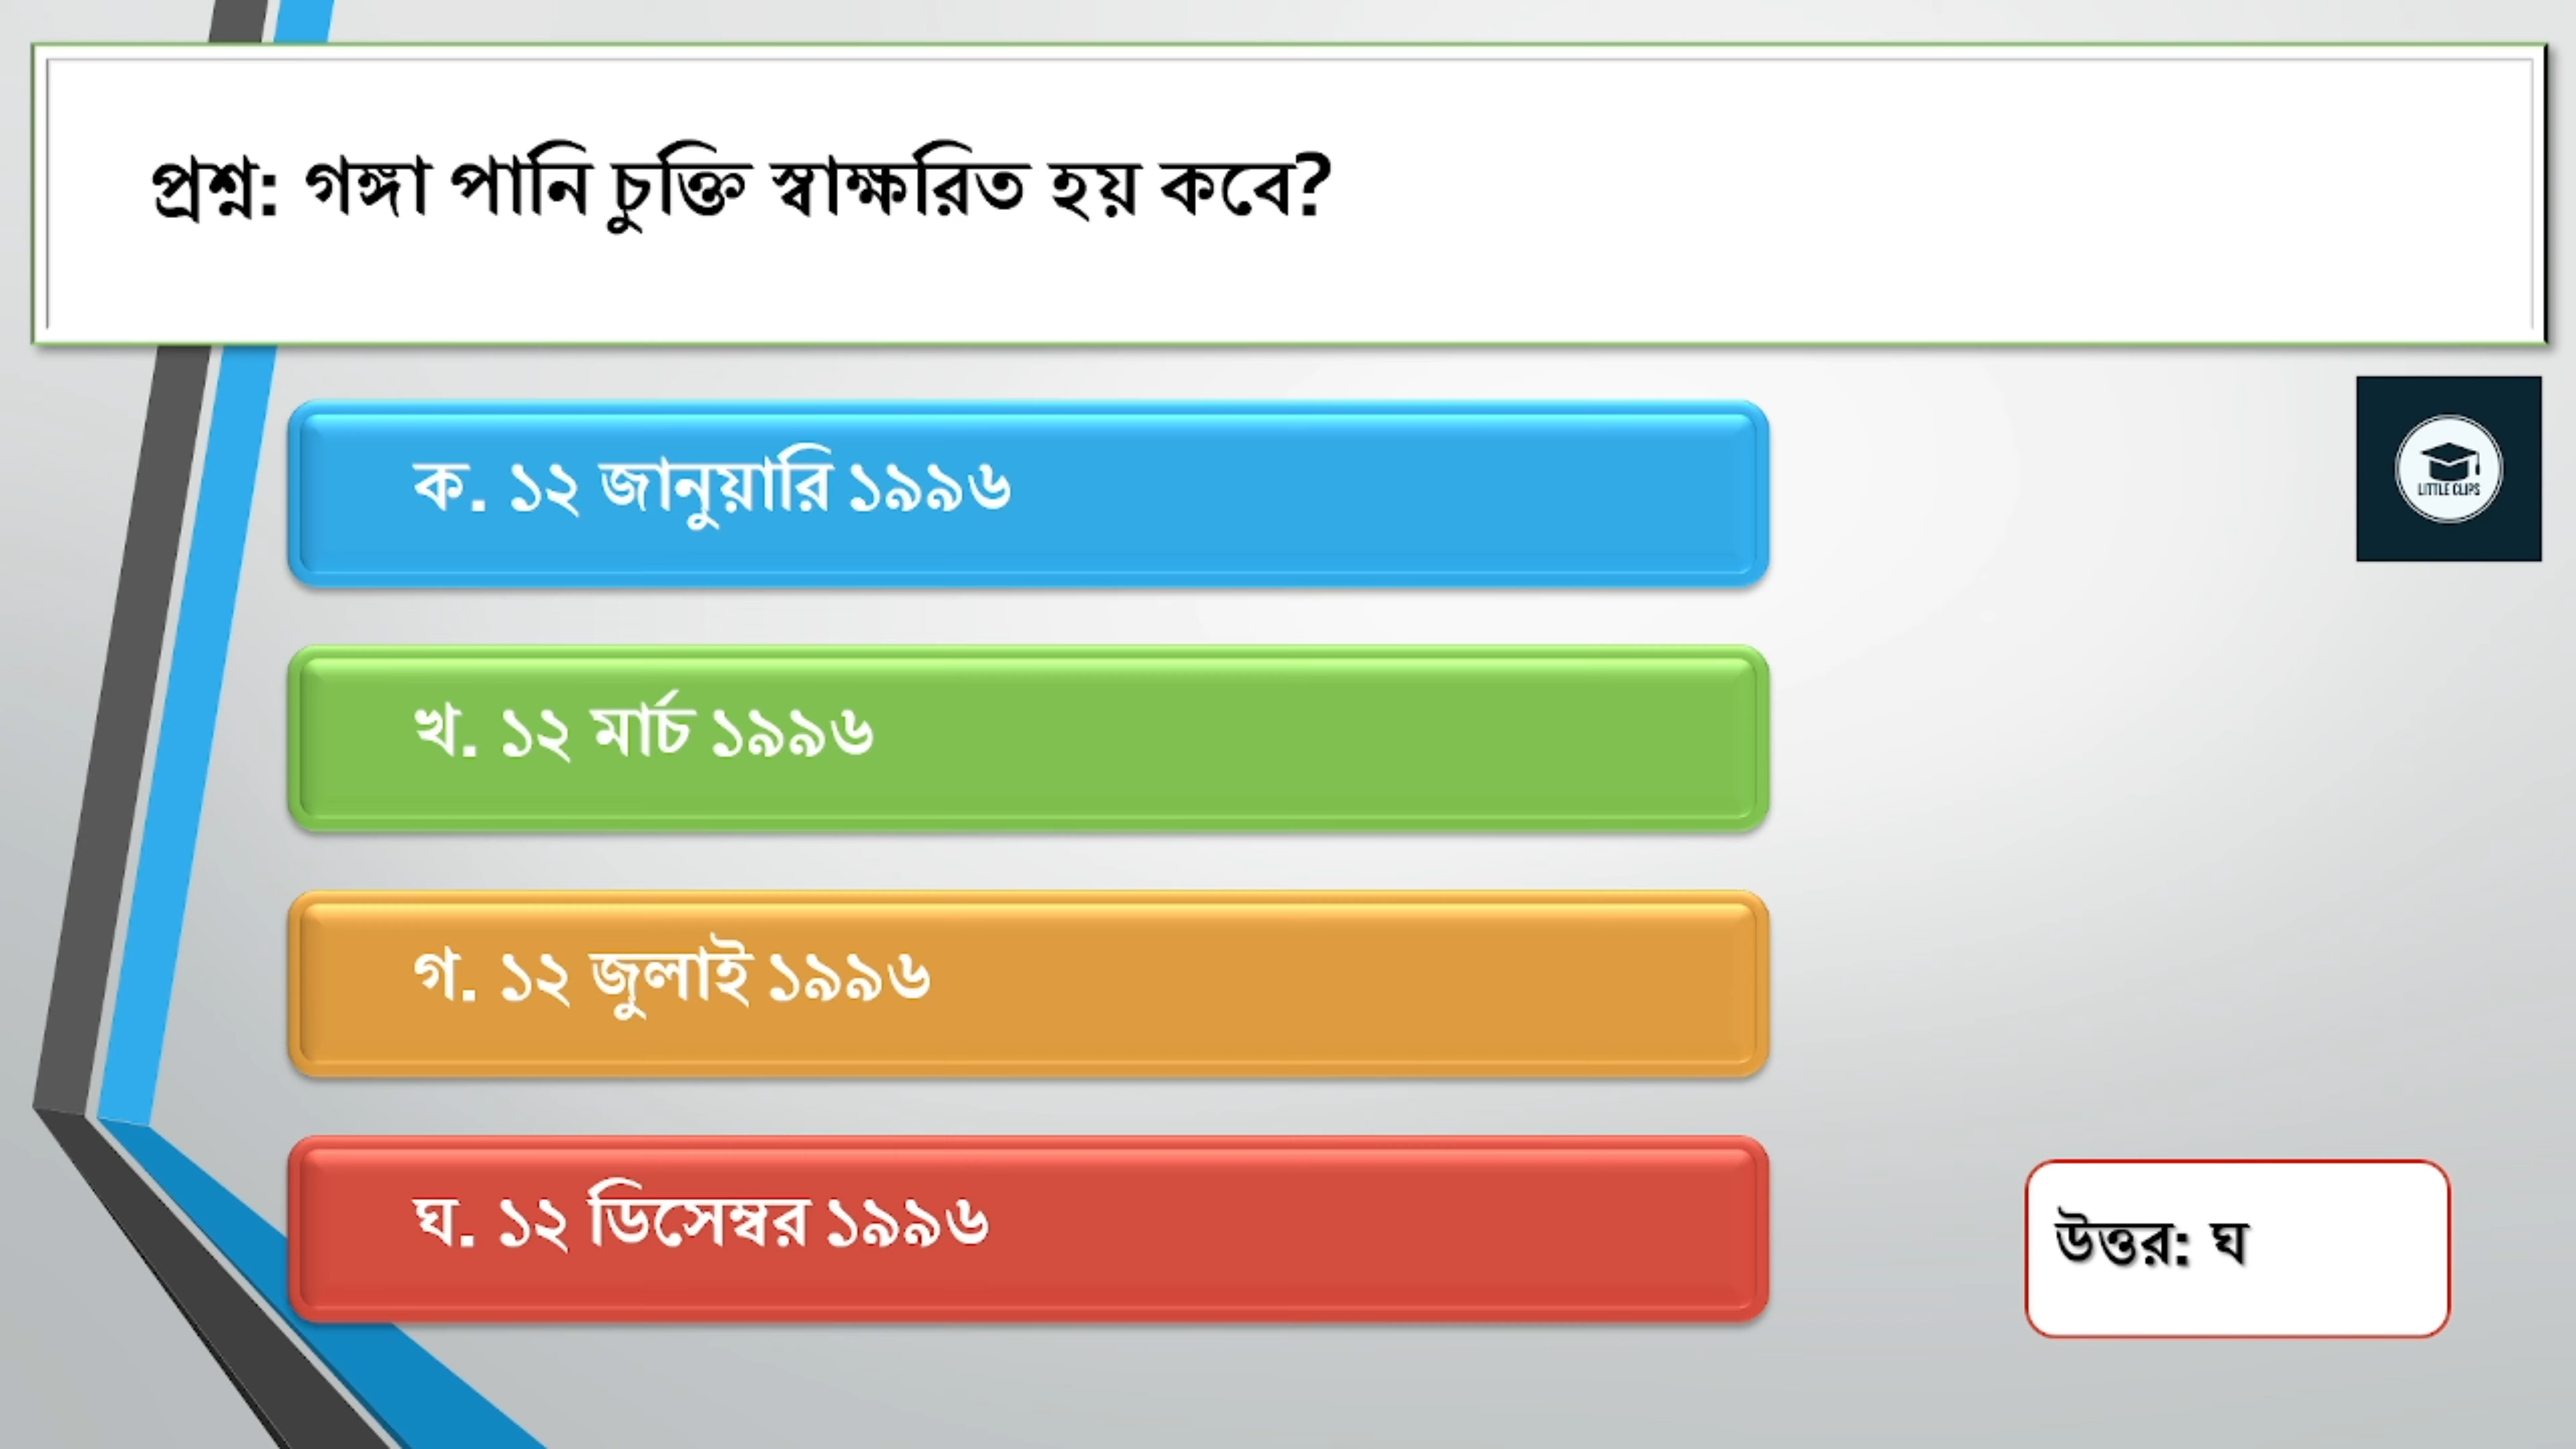 প্রশ্ন: গঙ্গা পানি চুক্তি স্বাক্ষরিত হয় কবে?
ক. ১২ জানুয়ারি ১৯৯৬
LITTLE CLIPS
খ. ১২ মার্চ ১৯৯৬
গ. ১২ জুলাই ১৯৯৬
ঘ. ১২ ডিসেম্বর ১৯৯৬
উত্তর: ঘ